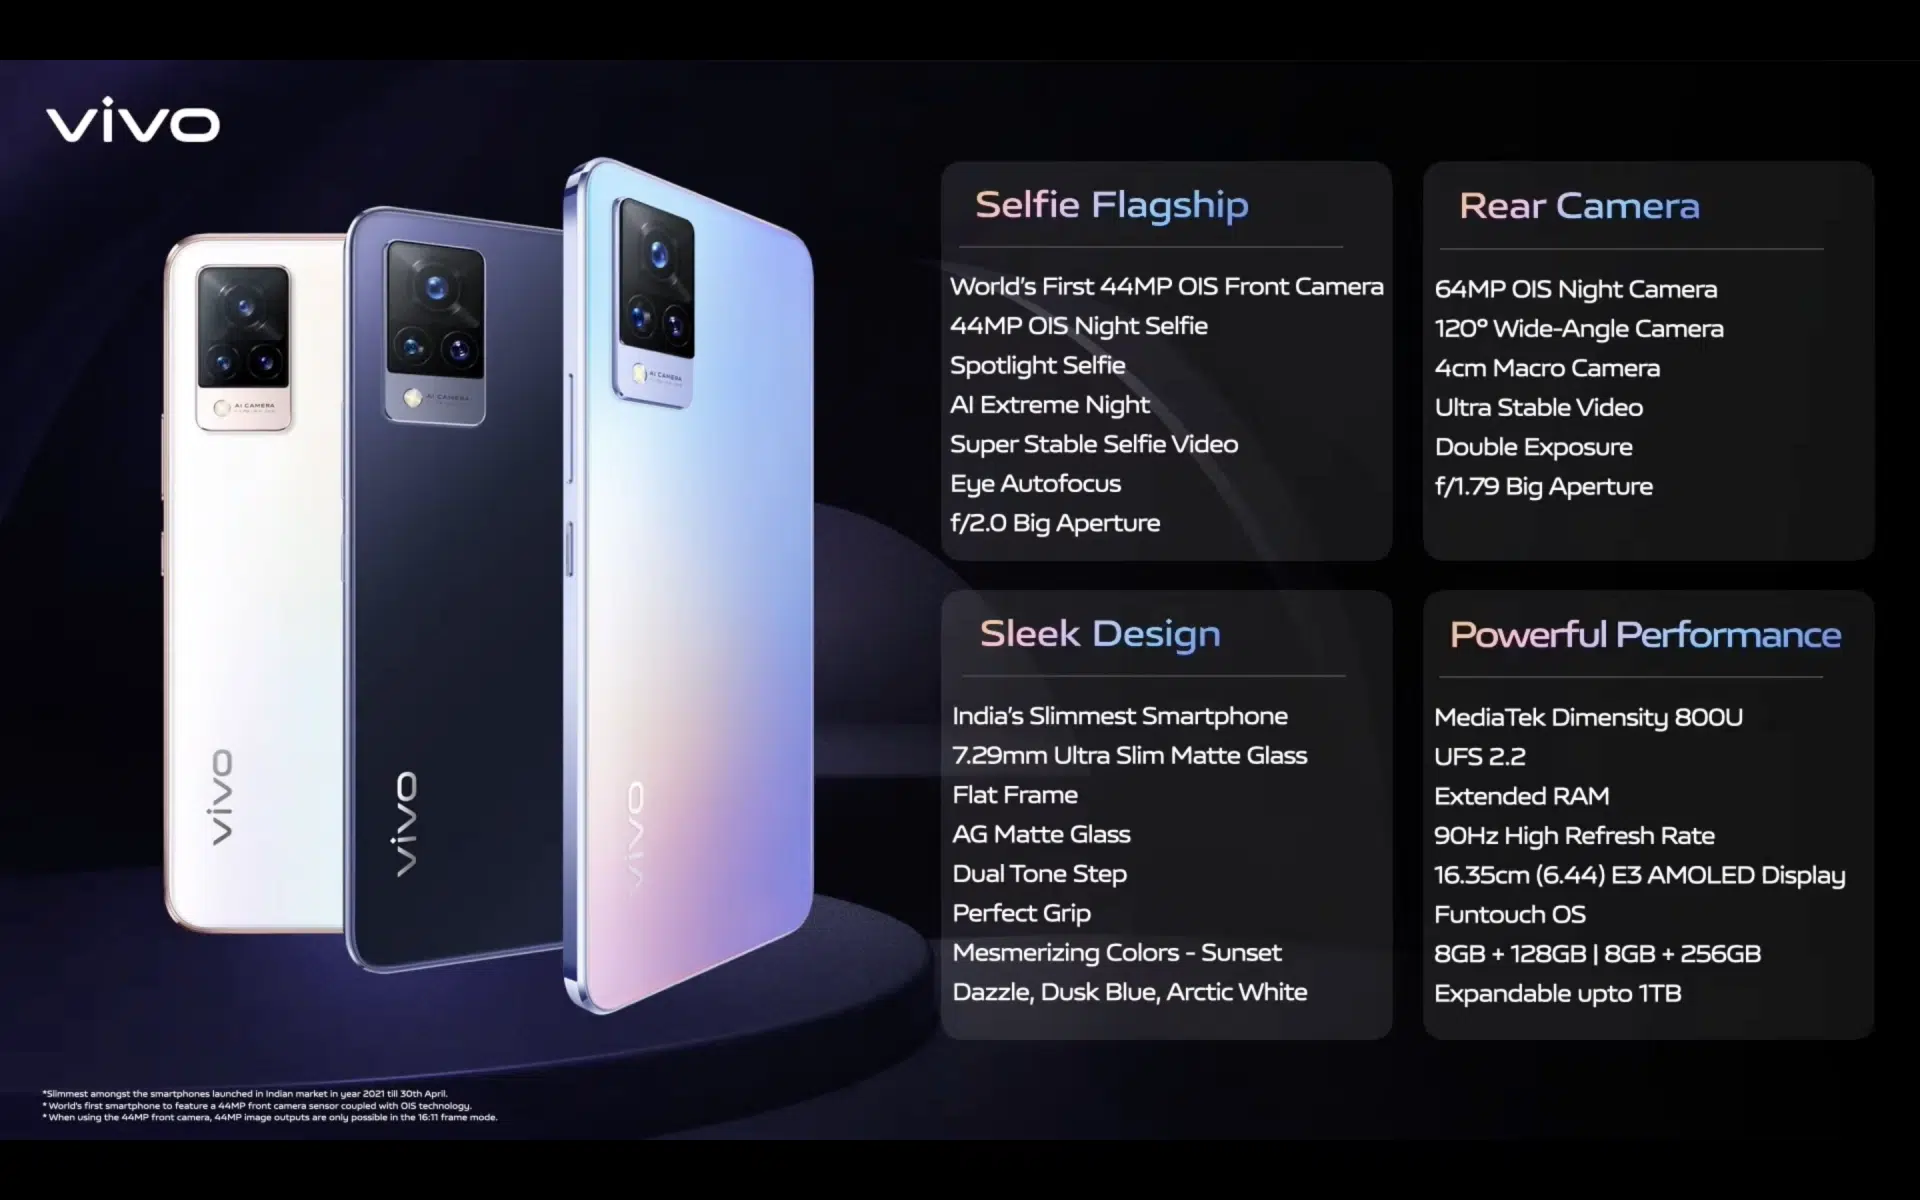 vivo
AI CAMERA
AI CAMERA
AI CAMERA
vivo
vivo
vivo
Selfie Flagship
World's First 44MP OIS Front Camera
44MP OIS Night Selfie
Spotlight Selfie
AI Extreme Night
Super Stable Selfie Video
Eye Autofocus
f/2.0 Big Aperture
Rear Camera
64MP OIS Night Camera
120° Wide-Angle Camera
4cm Macro Camera
Ultra Stable Video
Double Exposure
f/1.79 Big Aperture
Sleek Design
India's Slimmest Smartphone
7.29mm Ultra Slim Matte Glass
Flat Frame
AG Matte Glass
Dual Tone Step
Perfect Grip
Mesmerizing Colors - Sunset
Dazzle, Dusk Blue, Arctic White
Powerful Performance
MediaTek Dimensity 800U
UFS 2.2
Extended RAM
90Hz High Refresh Rate
16.35cm (6.44) E3 AMOLED Display
Funtouch OS
8GB + 128GB | 8GB + 256GB
Expandable upto 1TB
*Slimmest amongst the smartphones launched in Indian market in year 2021 till 30th April.
* World's first smartphone to feature a 44MP front camera sensor coupled with OIS technology.
* When using the 44MP front camera, 44MP image outputs are only possible in the 16:11 frame mode.